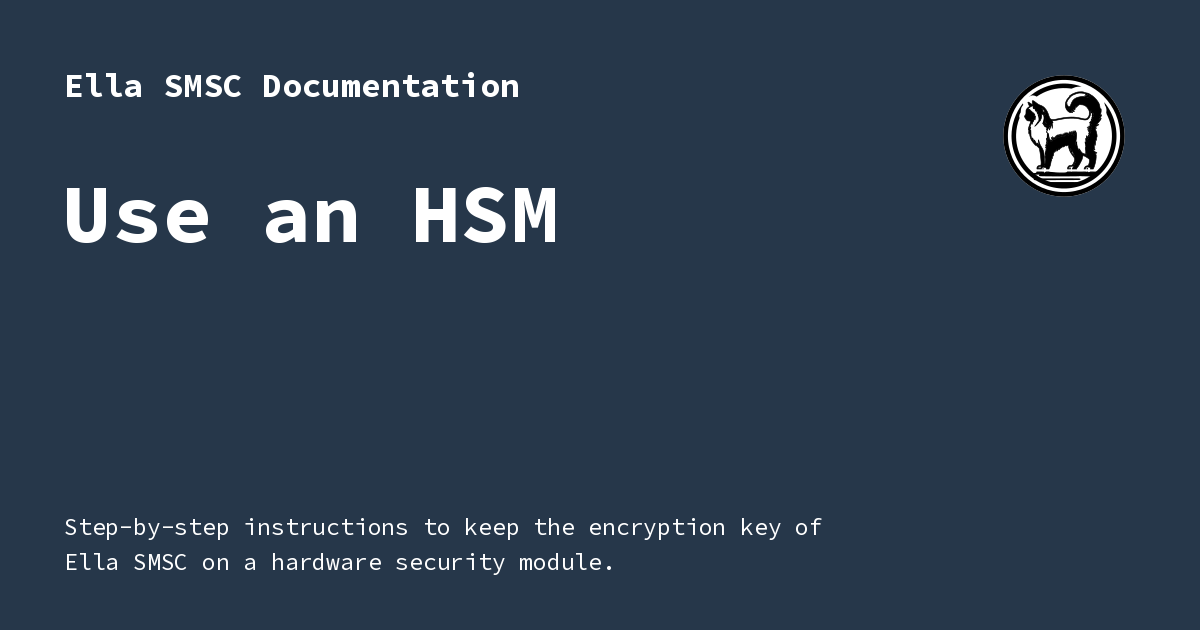 Ella SMSC Documentation
Use an HSM
Step-by-step instructions to keep the encryption key of
Ella SMSC on a hardware security module.